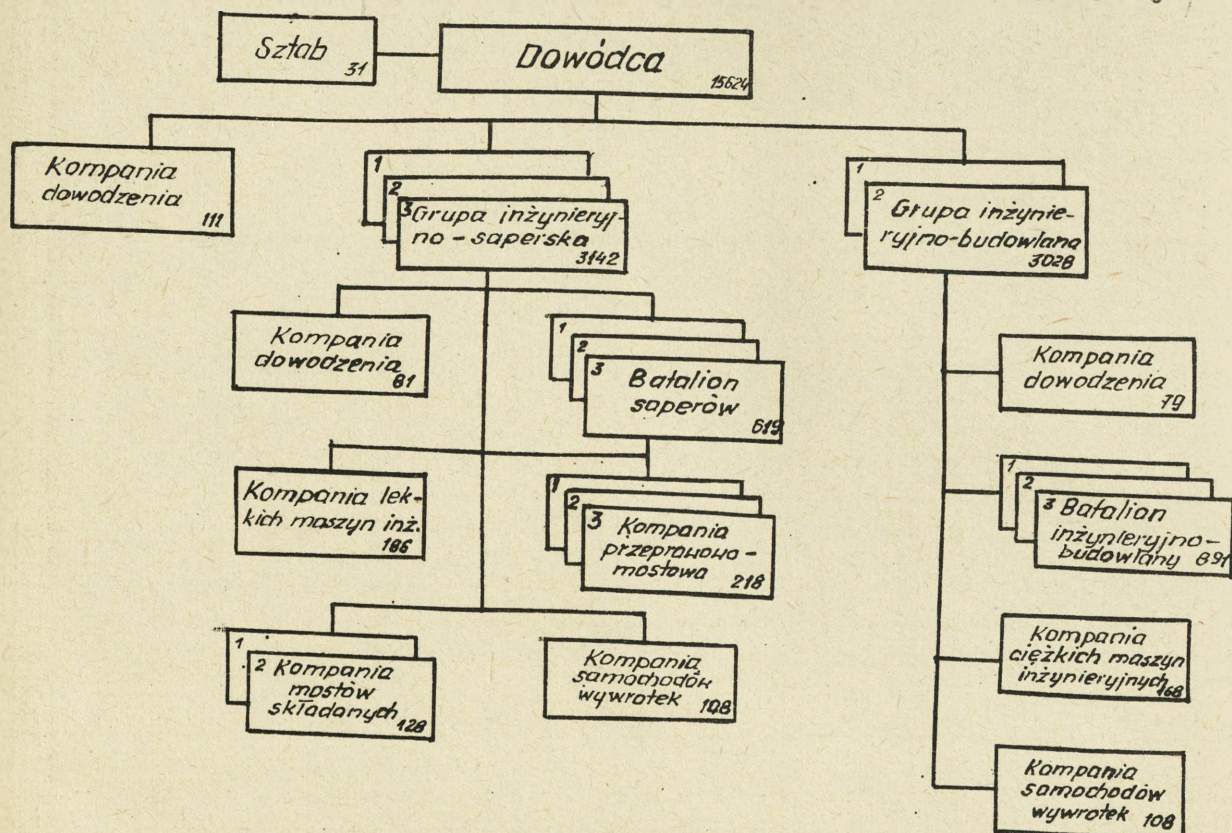 Sztab
31
Dowódca
15624
Kompania
dowodzenia
111
1
2
3 Grupa inżynieryj-
no-saperska
3142
1
2 Grupa inżynie-
ryjno-budowlana
3028
Kompania
dowodzenia
81
1
2
3 Batalion
saperów
619
Kompania
dowodzenia
79
Kompania lek-
kich maszyn inż.
186
1
2
3 Kompania
przeprawowo-
mostowa
218
1
2
3 Batalion
inżynieryjno-
budowlany 891
1
2 Kompania
mostów
składanych
128
Kompania
samochodów
wywrotek 108
Kompania
ciężkich maszyn
inżynieryjnych
168
Kompania
samochodów
wywrotek 108